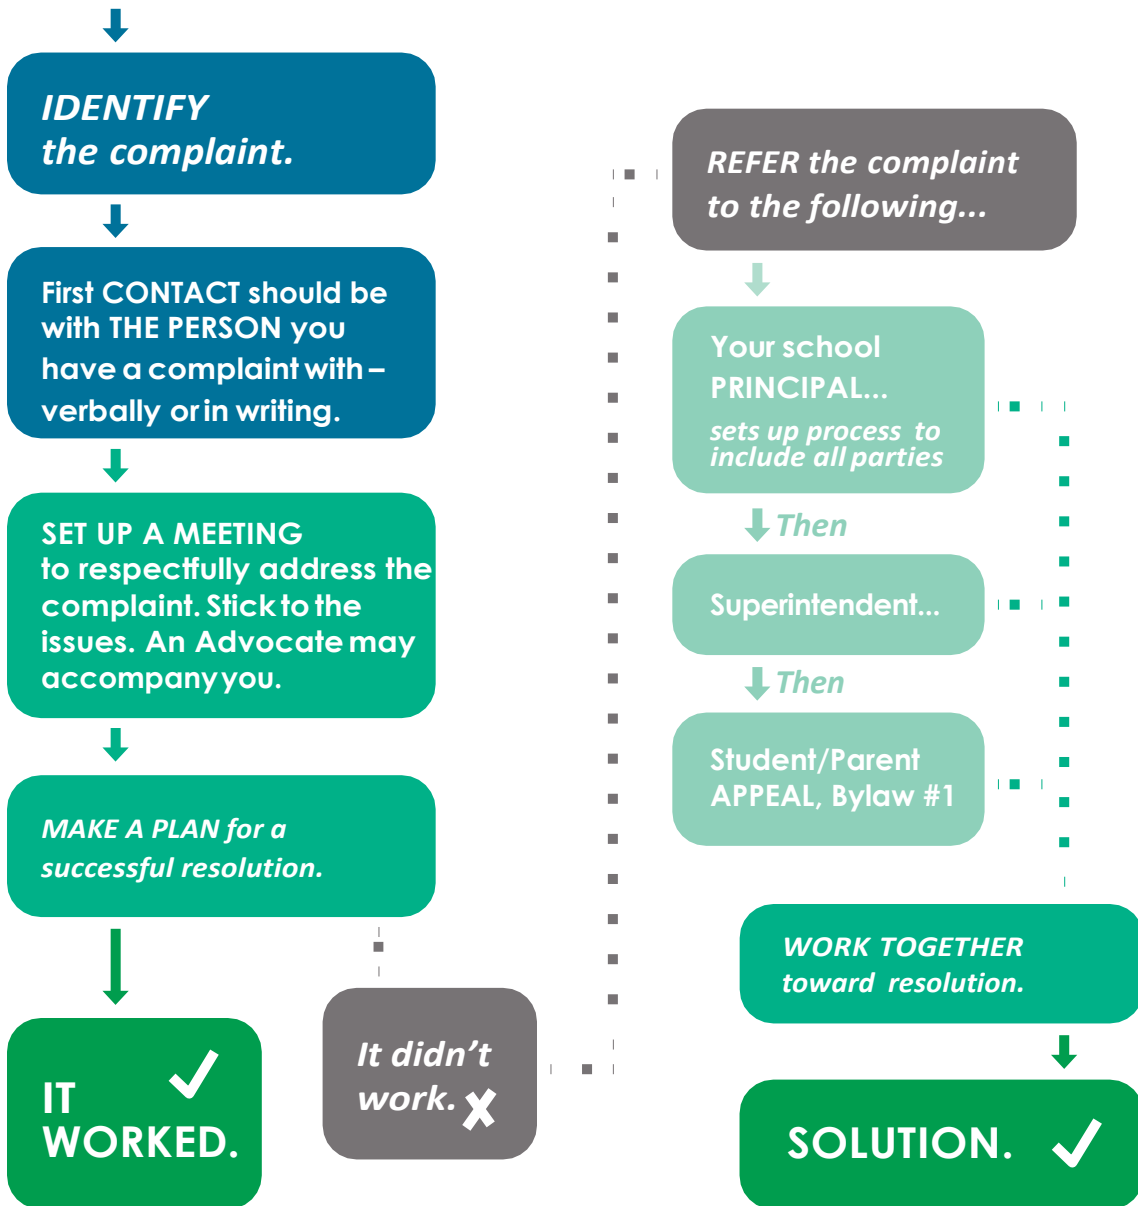 IDENTIFY
the complaint.
First CONTACT should be
with THE PERSON you
have a complaint with –
verbally or in writing.
SET UP A MEETING
to respectfully address the
complaint. Stick to the
issues. An Advocate may
accompany you.
MAKE A PLAN for a
successful resolution.
IT
WORKED.
It didn’t
work.
REFER the complaint
to the following...
Your school
PRINCIPAL...
sets up process to
include all parties
Then
Superintendent...
Then
Student/Parent
APPEAL, Bylaw #1
WORK TOGETHER
toward resolution.
SOLUTION.